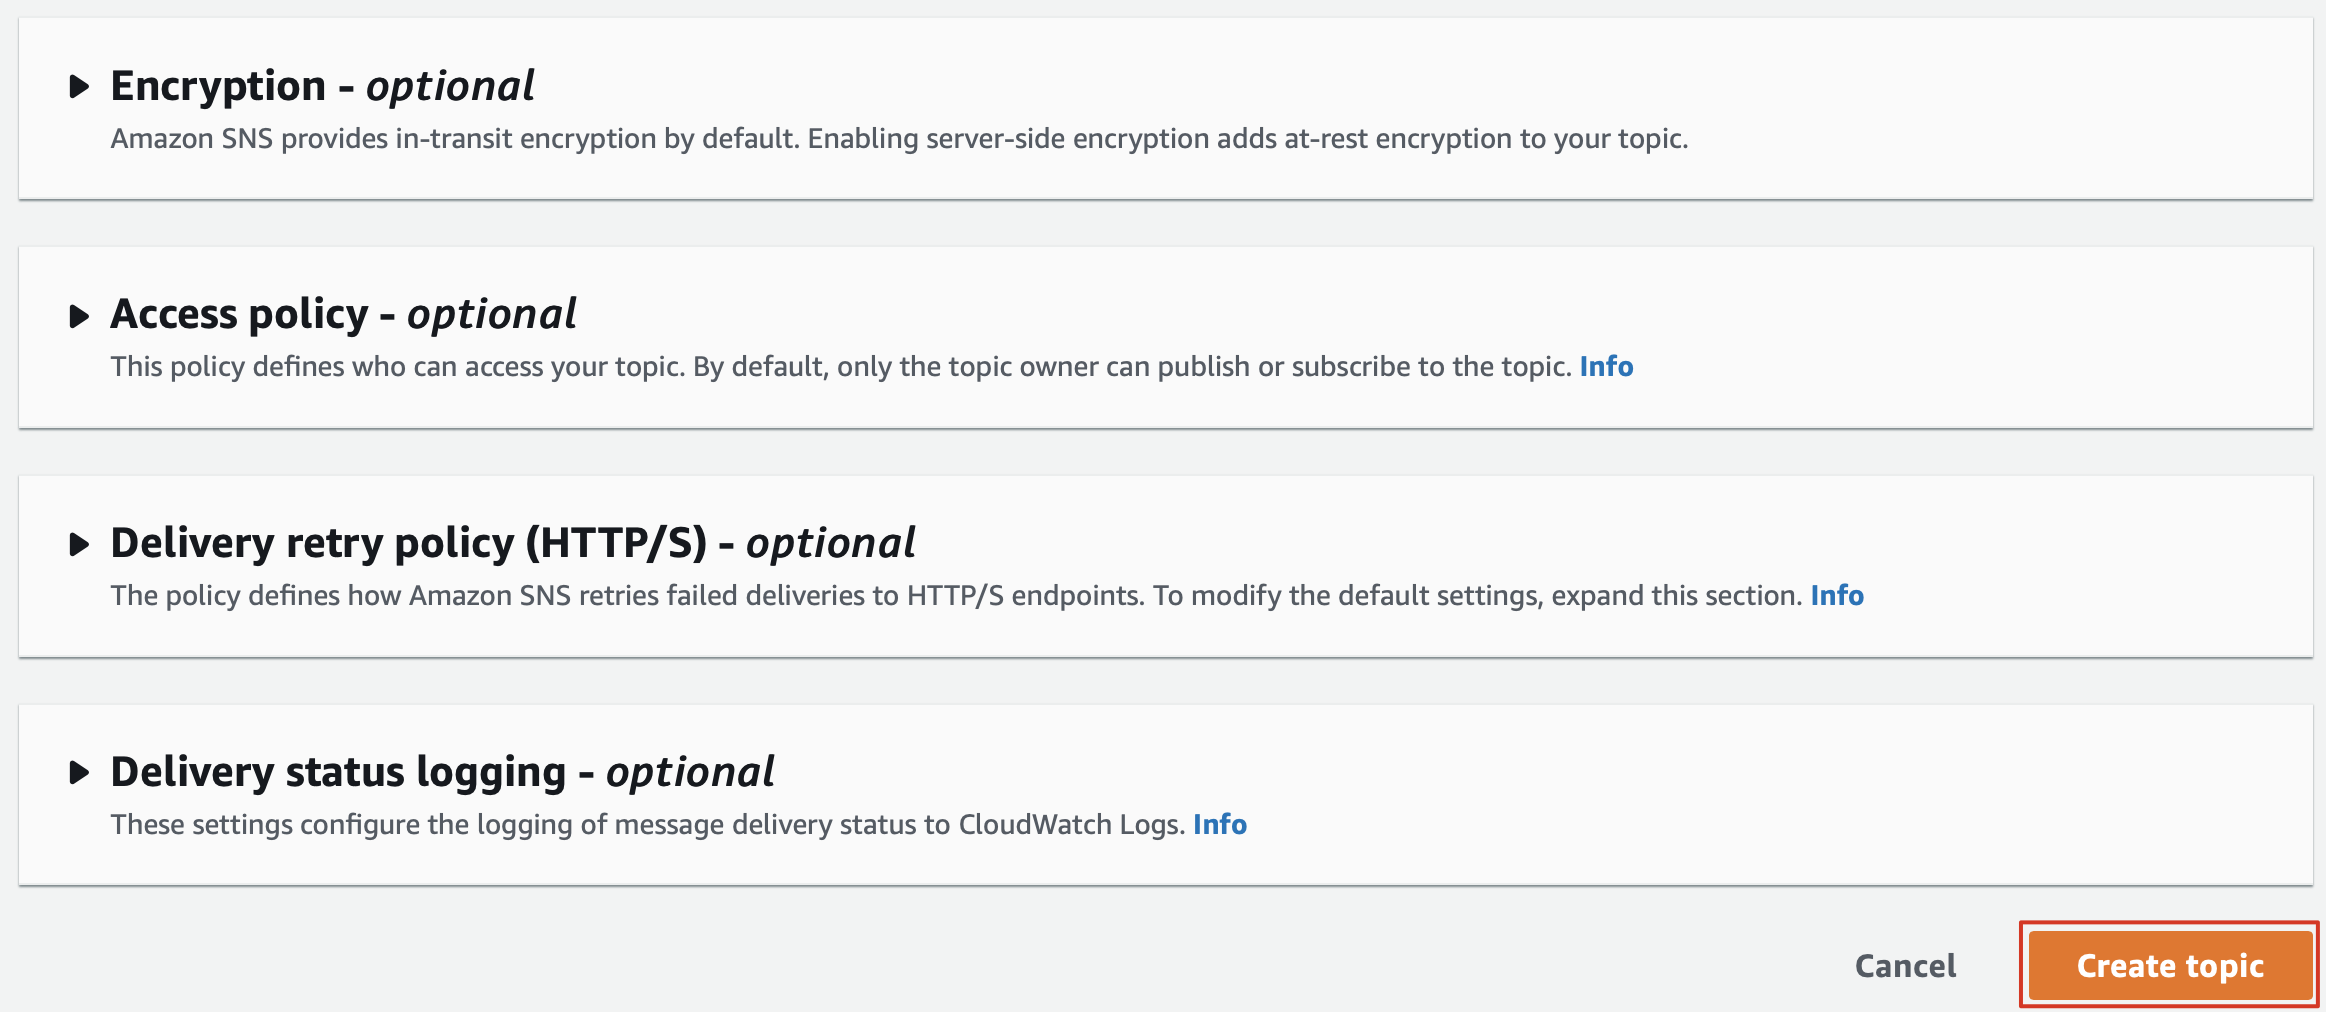 Encryption - optional
Amazon SNS provides in-transit encryption by default. Enabling server-side encryption adds at-rest encryption to your topic.
Access policy - optional
This policy defines who can access your topic. By default, only the topic owner can publish or subscribe to the topic. Info
Delivery retry policy (HTTP/S) - optional
The policy defines how Amazon SNS retries failed deliveries to HTTP/S endpoints. To modify the default settings, expand this section. Info
Delivery status logging - optional
These settings configure the logging of message delivery status to CloudWatch Logs. Info
Cancel Create topic